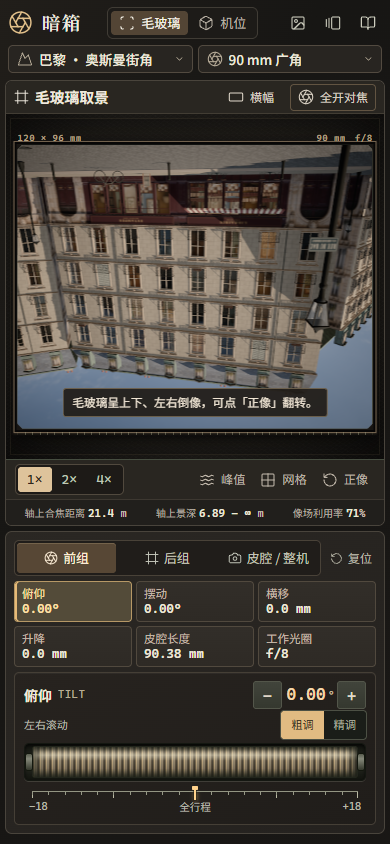 暗箱
毛玻璃
机位
巴黎 · 奥斯曼街角
90 mm 广角
毛玻璃取景
横幅
全开对焦
120 × 96 mm
90 mm f/8
毛玻璃呈上下、左右倒像，可点「正像」翻转。
1×
2×
4×
峰值
网格
正像
轴上合焦距离 21.4 m
轴上景深 6.89 — ∞ m
像场利用率 71%
前组
后组
皮腔 / 整机
复位
俯仰
0.00°
摆动
0.00°
横移
0.0 mm
升降
0.0 mm
皮腔长度
90.38 mm
工作光圈
f/8
俯仰 TILT
− 0.00° +
左右滚动
粗调
精调
−18
全行程
+18